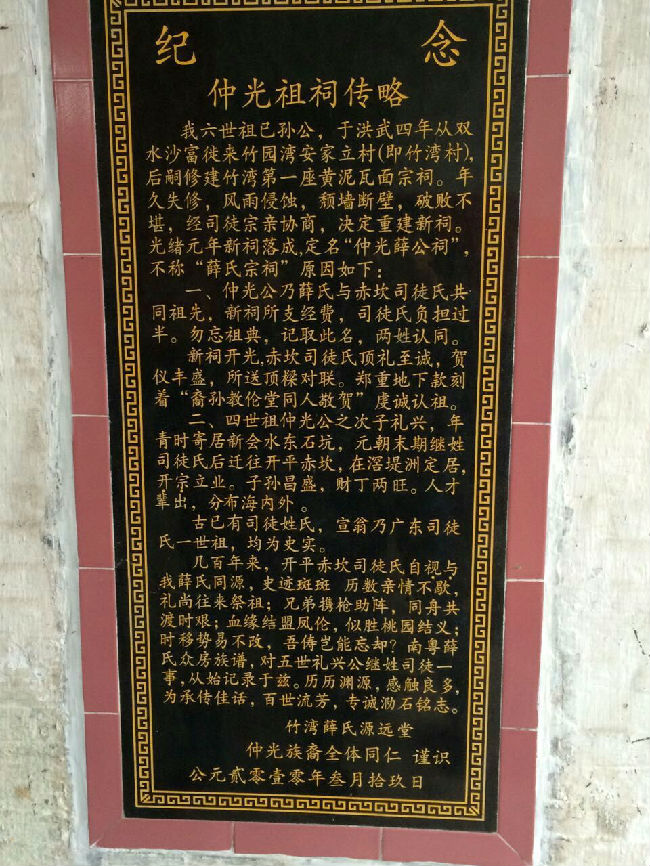 纪 念
仲光祖祠传略
我六世祖已孙公，于洪武四年从双
水沙富徙来竹园湾安家立村(即竹湾村)，
后嗣修建竹湾第一座黄泥瓦面宗祠。年
久失修，风雨侵蚀，颓墙断壁，破败不
堪，经司徒宗亲协商，决定重建新祠。
光绪元年新祠落成，定名“仲光薛公祠”，
不称“薛氏宗祠”原因如下：
一、仲光公乃薛氏与赤坎司徒氏共
同祖先，新祠所支经费，司徒氏负担过
半。勿忘祖典，记取此名，两姓认同。
新祠开光，赤坎司徒氏顶礼至诚，贺
仪丰盛，所送顶樑对联。郑重地下款刻
着“裔孙敦伦堂同人敬贺”虔诚认祖。
二、四世祖仲光公之次子礼兴，年
青时寄居新会水东石坑，元朝末期继姓
司徒氏后迁往开平赤坎，在滘堤洲定居，
开宗立业。子孙昌盛，财丁两旺。人才
辈出，分布海内外。
古已有司徒姓氏，宣翁乃广东司徒
氏一世祖，均为史实。
几百年来，开平赤坎司徒氏自视与
我薛氏同源，史迹斑斑 历数亲情不歇，
礼尚往来祭祖；兄弟携枪助阵，同舟共
渡时艰；血缘结盟凤伦，似胜桃园结义；
时移势易不改，吾俦岂能忘却？南粤薛
氏众房族谱，对五世礼兴公继姓司徒一
事，从始记录于兹。历历渊源，感触良多，
为承传佳话，百世流芳，专诚泐石铭志。
竹湾薛氏源远堂
仲光族裔全体同仁 谨识
公元贰零壹零年叁月拾玖日